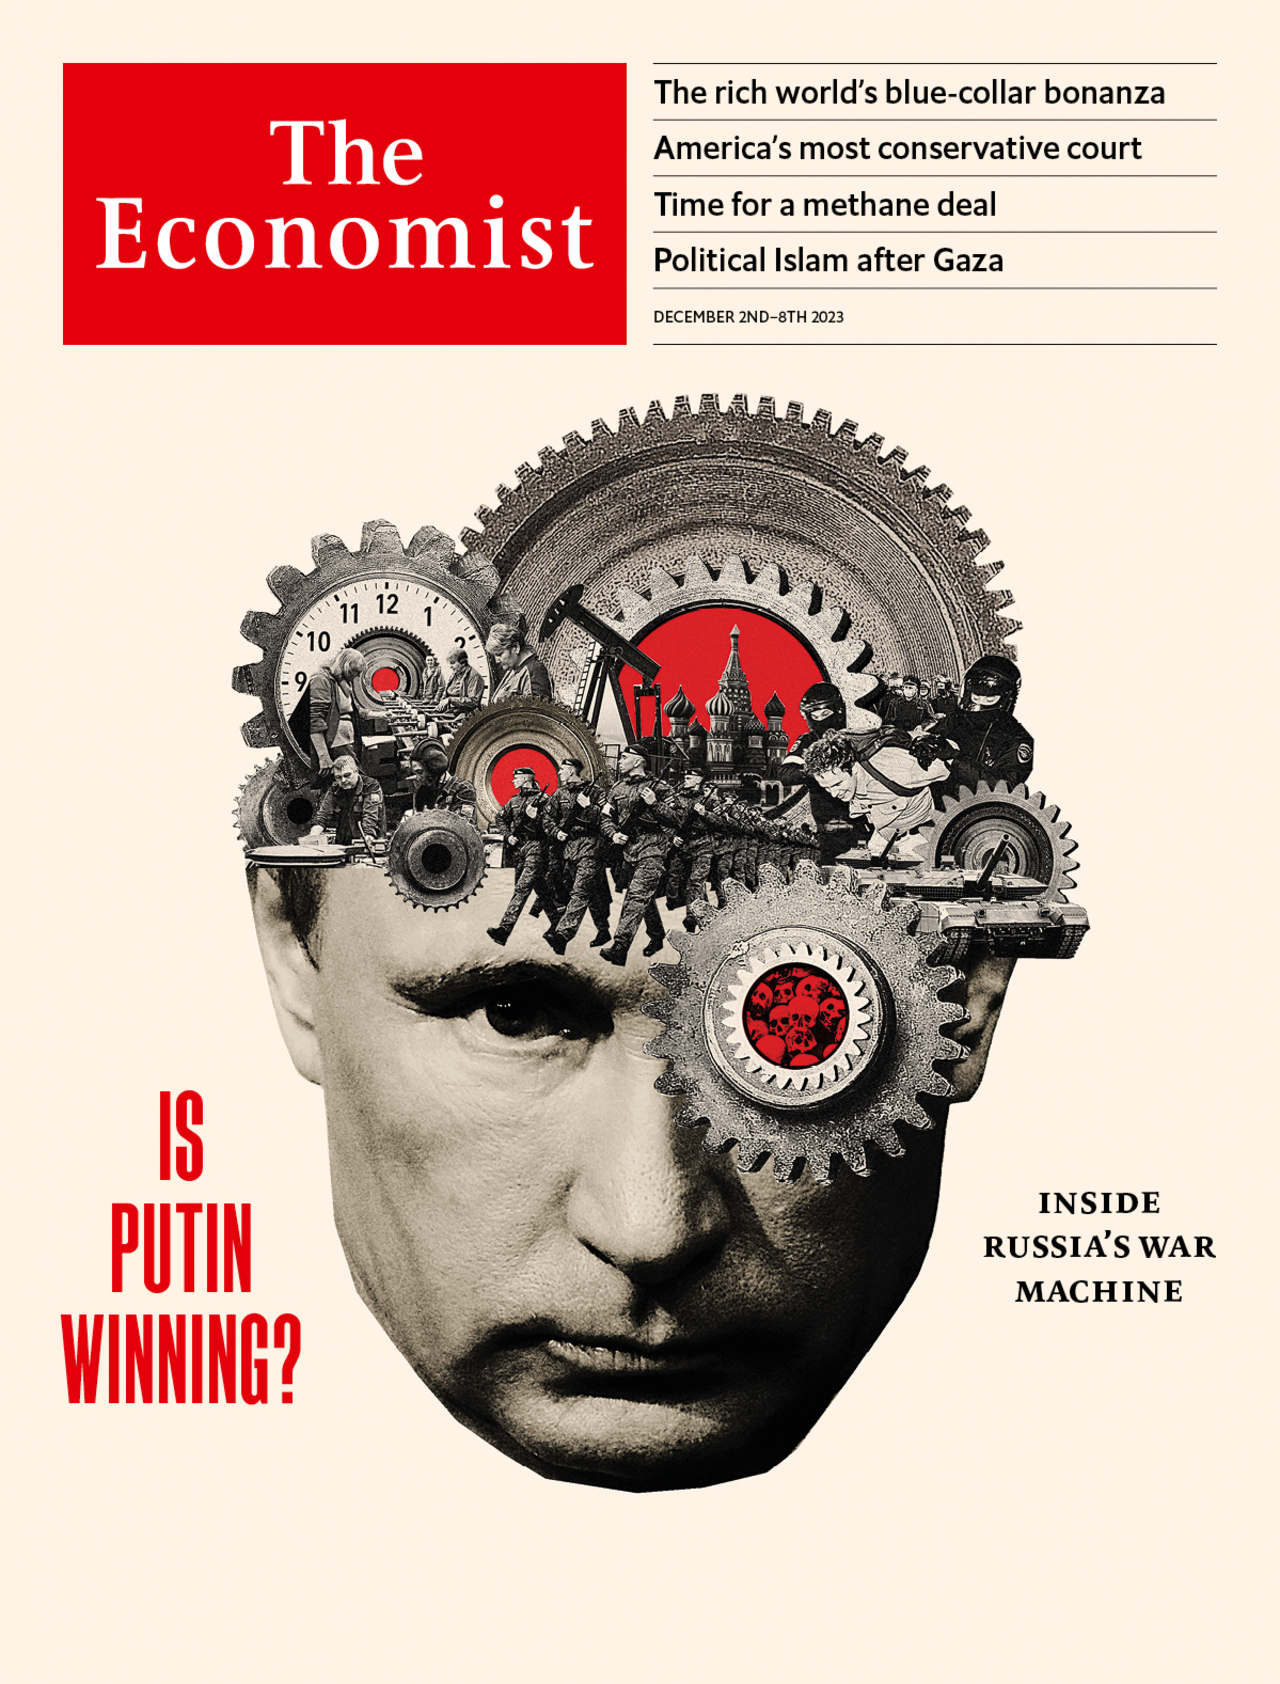 The
Economist
The rich world's blue-collar bonanza
America's most conservative court
Time for a methane deal
Political Islam after Gaza
DECEMBER 2ND–8TH 2023
11
12
1
10
2
9
IS
PUTIN
WINNING?
INSIDE
RUSSIA'S WAR
MACHINE